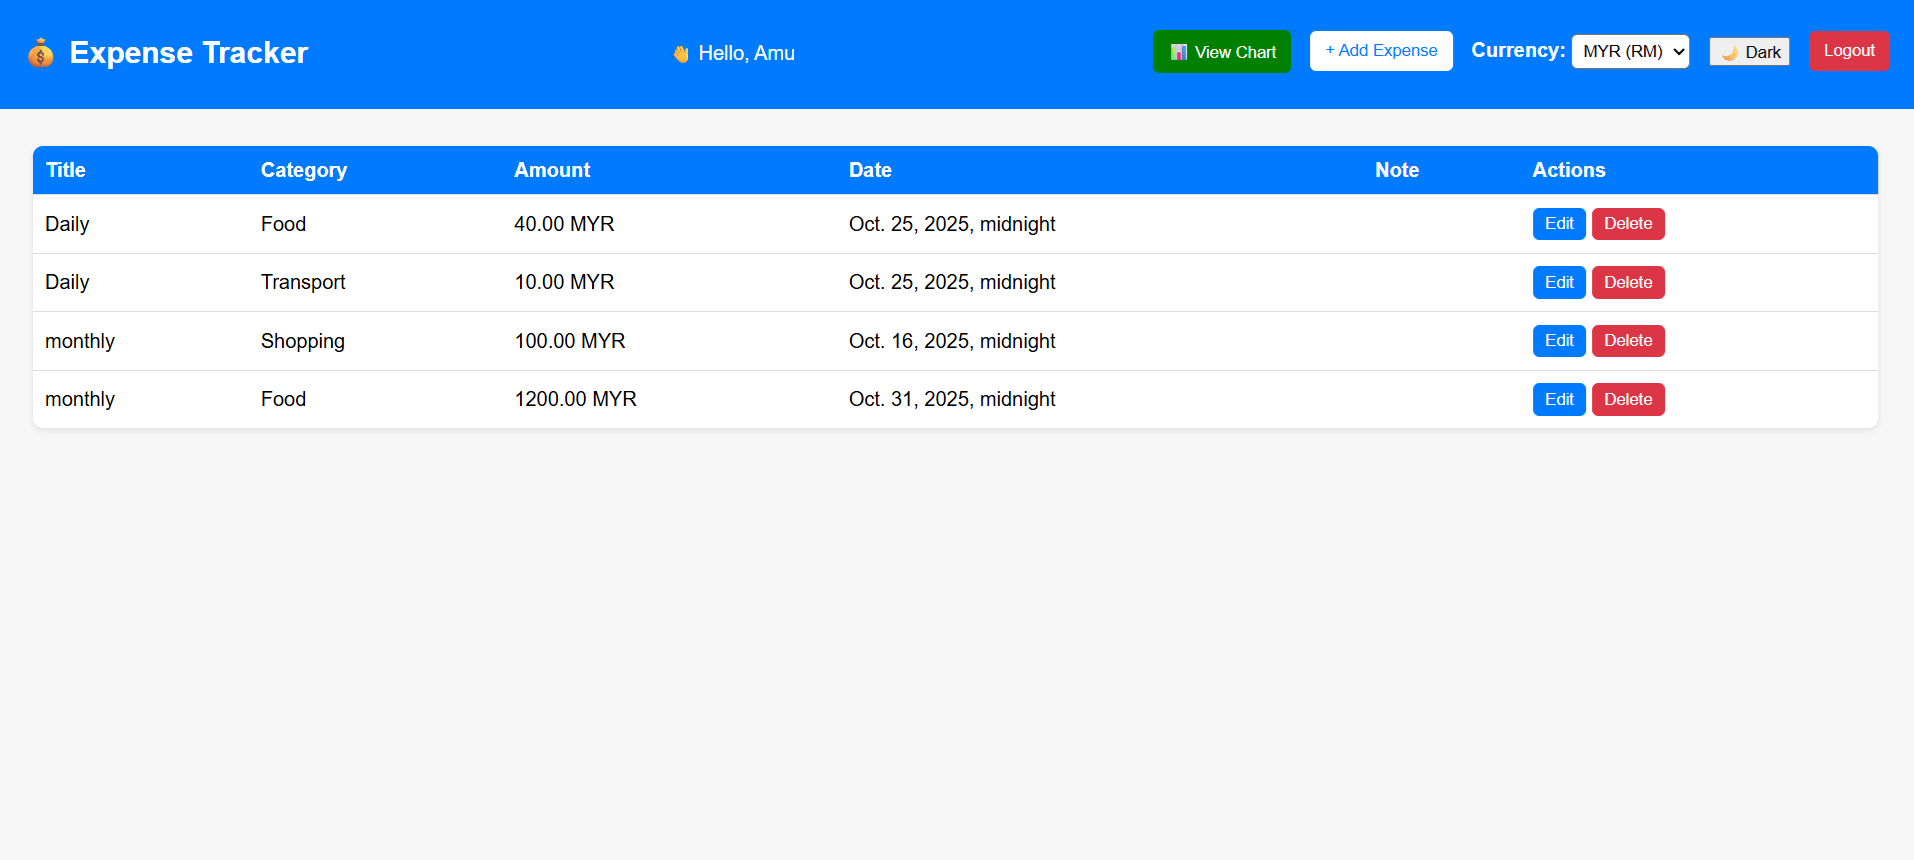 💰 Expense Tracker
👋 Hello, Amu
📊 View Chart
+ Add Expense
Currency: MYR (RM)
🌙 Dark
Logout
Title Category Amount Date Note Actions
Daily Food 40.00 MYR Oct. 25, 2025, midnight Edit Delete
Daily Transport 10.00 MYR Oct. 25, 2025, midnight Edit Delete
monthly Shopping 100.00 MYR Oct. 16, 2025, midnight Edit Delete
monthly Food 1200.00 MYR Oct. 31, 2025, midnight Edit Delete